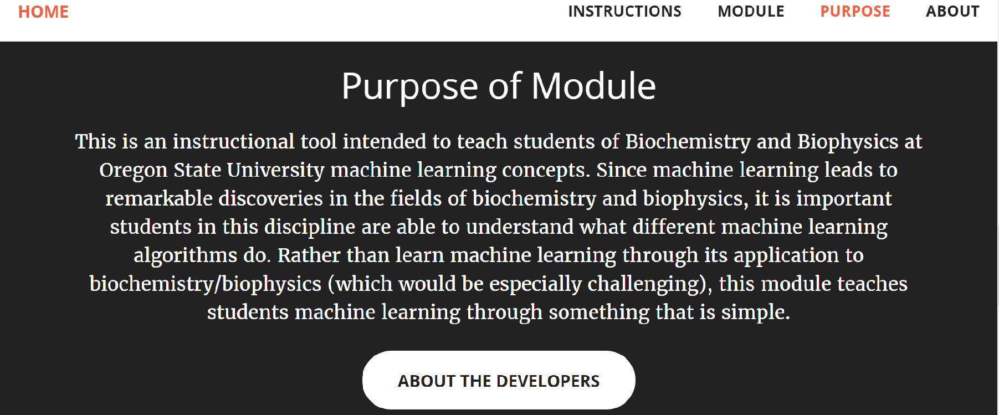 HOME INSTRUCTIONS MODULE PURPOSE ABOUT
Purpose of Module
This is an instructional tool intended to teach students of Biochemistry and Biophysics at
Oregon State University machine learning concepts. Since machine learning leads to
remarkable discoveries in the fields of biochemistry and biophysics, it is important
students in this discipline are able to understand what different machine learning
algorithms do. Rather than learn machine learning through its application to
biochemistry/biophysics (which would be especially challenging), this module teaches
students machine learning through something that is simple.
ABOUT THE DEVELOPERS